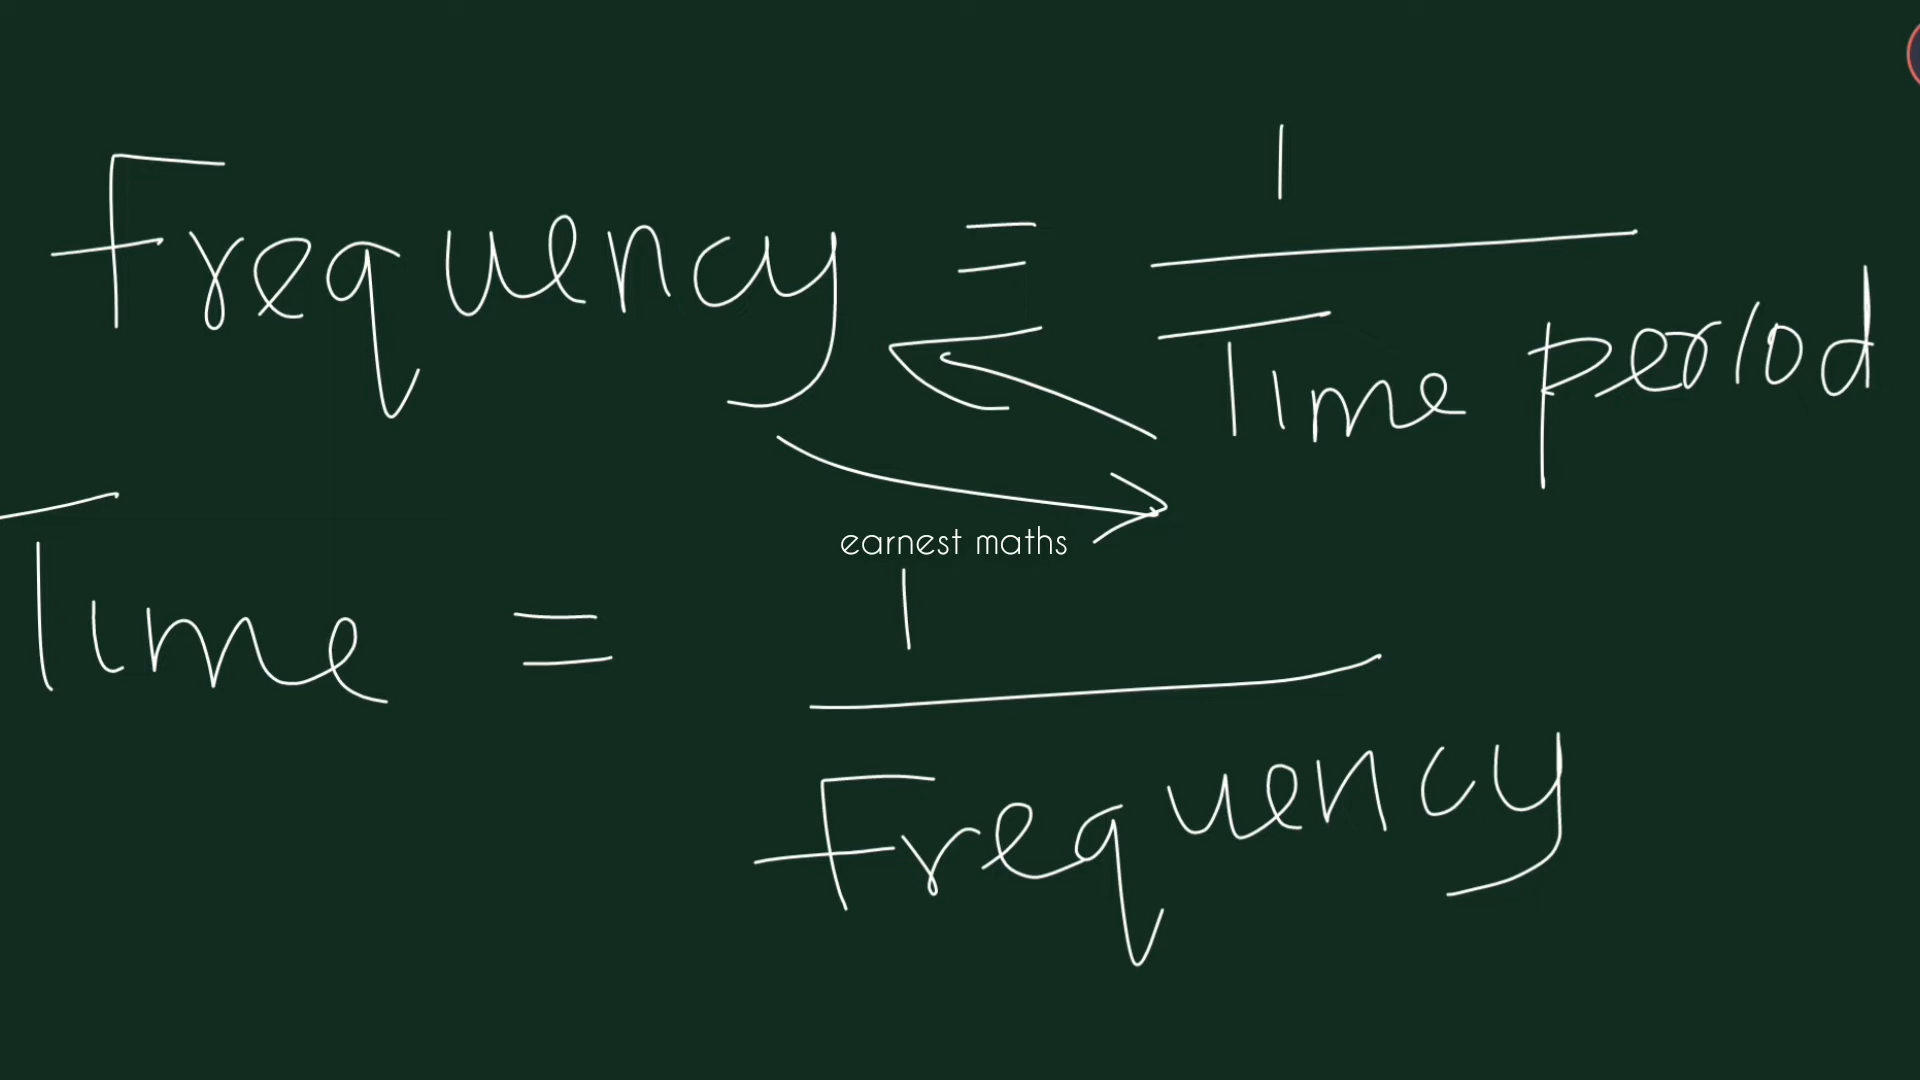 Frequency = 1 / Time period
earnest maths
Time = 1 / Frequency